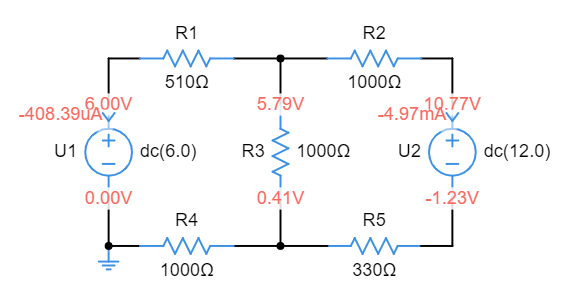 R1
R2
510Ω
1000Ω
6.00V
-408.39uA
5.79V
10.77V
-4.97mA
U1
dc(6.0)
R3
1000Ω
U2
dc(12.0)
0.00V
0.41V
-1.23V
R4
R5
1000Ω
330Ω